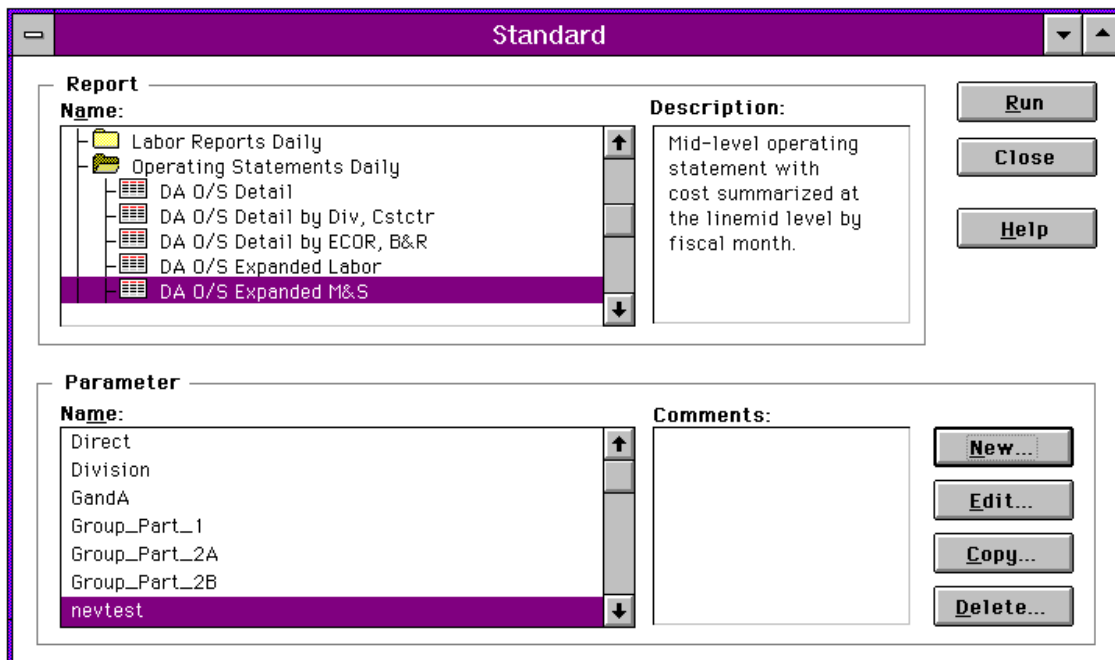 Standard
Report
Name:
Labor Reports Daily
Operating Statements Daily
DA O/S Detail
DA O/S Detail by Div, Cstctr
DA O/S Detail by ECOR, B&R
DA O/S Expanded Labor
DA O/S Expanded M&S
Description:
Mid-level operating
statement with
cost summarized at
the linemid level by
fiscal month.
Run
Close
Help
Parameter
Name:
Direct
Division
GandA
Group_Part_1
Group_Part_2A
Group_Part_2B
nevtest
Comments:
New...
Edit...
Copy...
Delete...